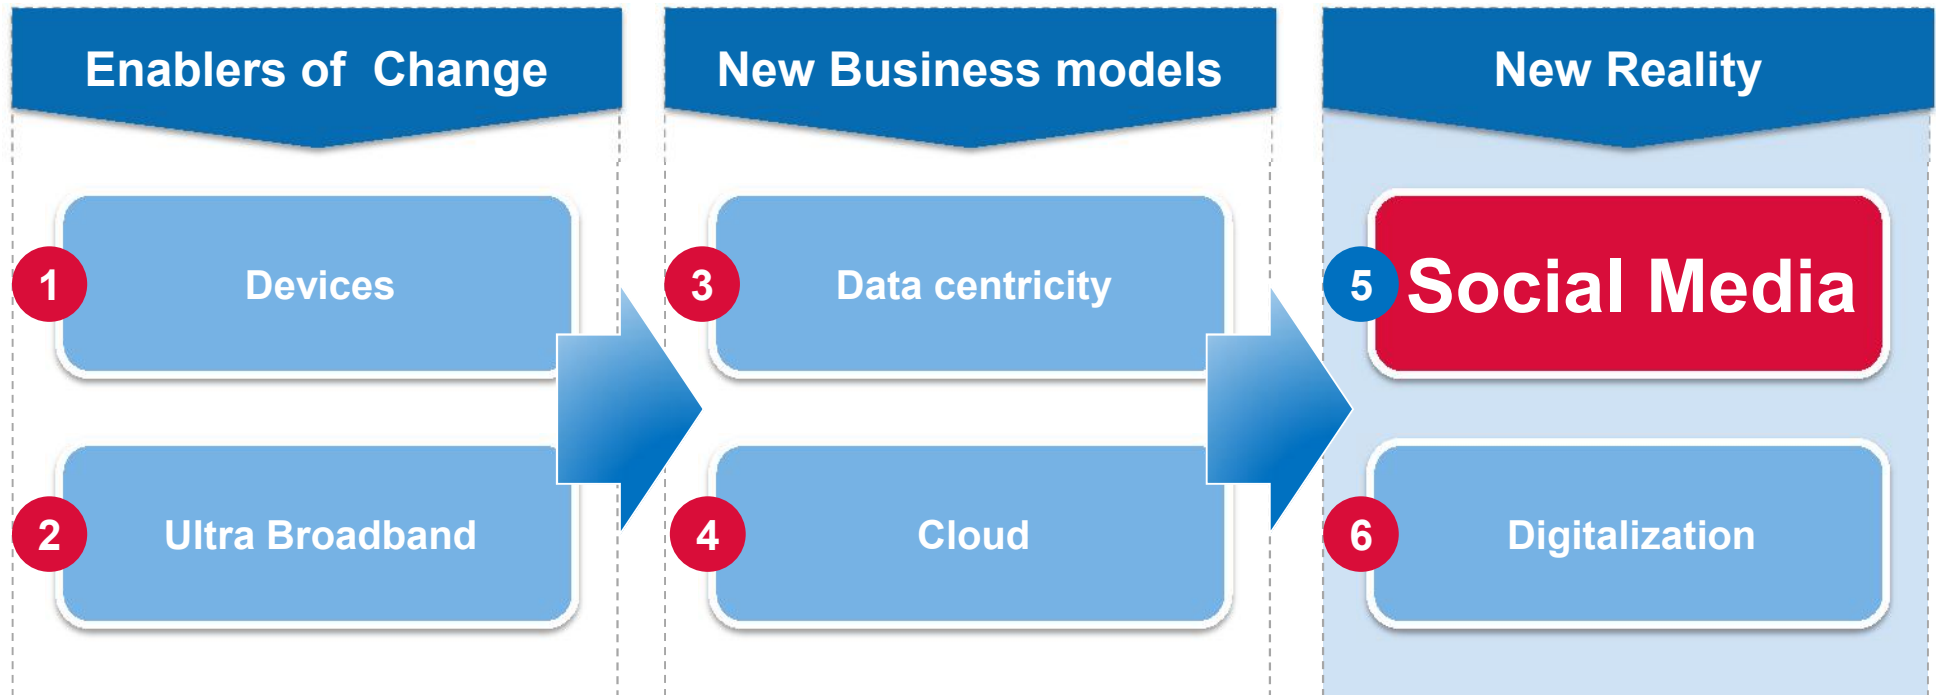 Enablers of  Change
1
Devices
2
Ultra Broadband
New Business models
3
Data centricity
4
Cloud
New Reality
5
Social Media
6
Digitalization